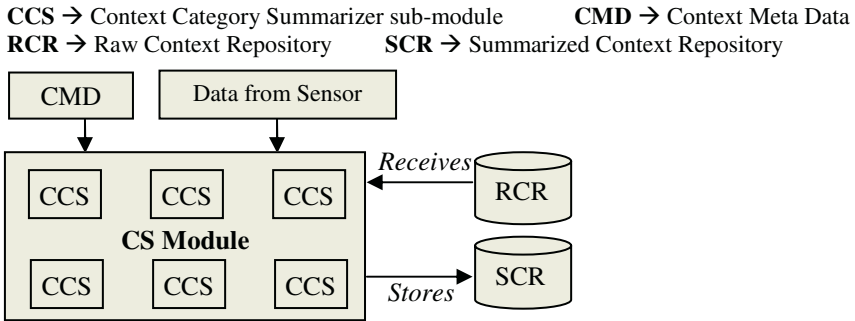 CCS → Context Category Summarizer sub-module CMD → Context Meta Data
RCR → Raw Context Repository SCR → Summarized Context Repository
CMD
Data from Sensor
Receives
CCS CCS CCS
RCR
CS Module
CCS CCS CCS
SCR
Stores